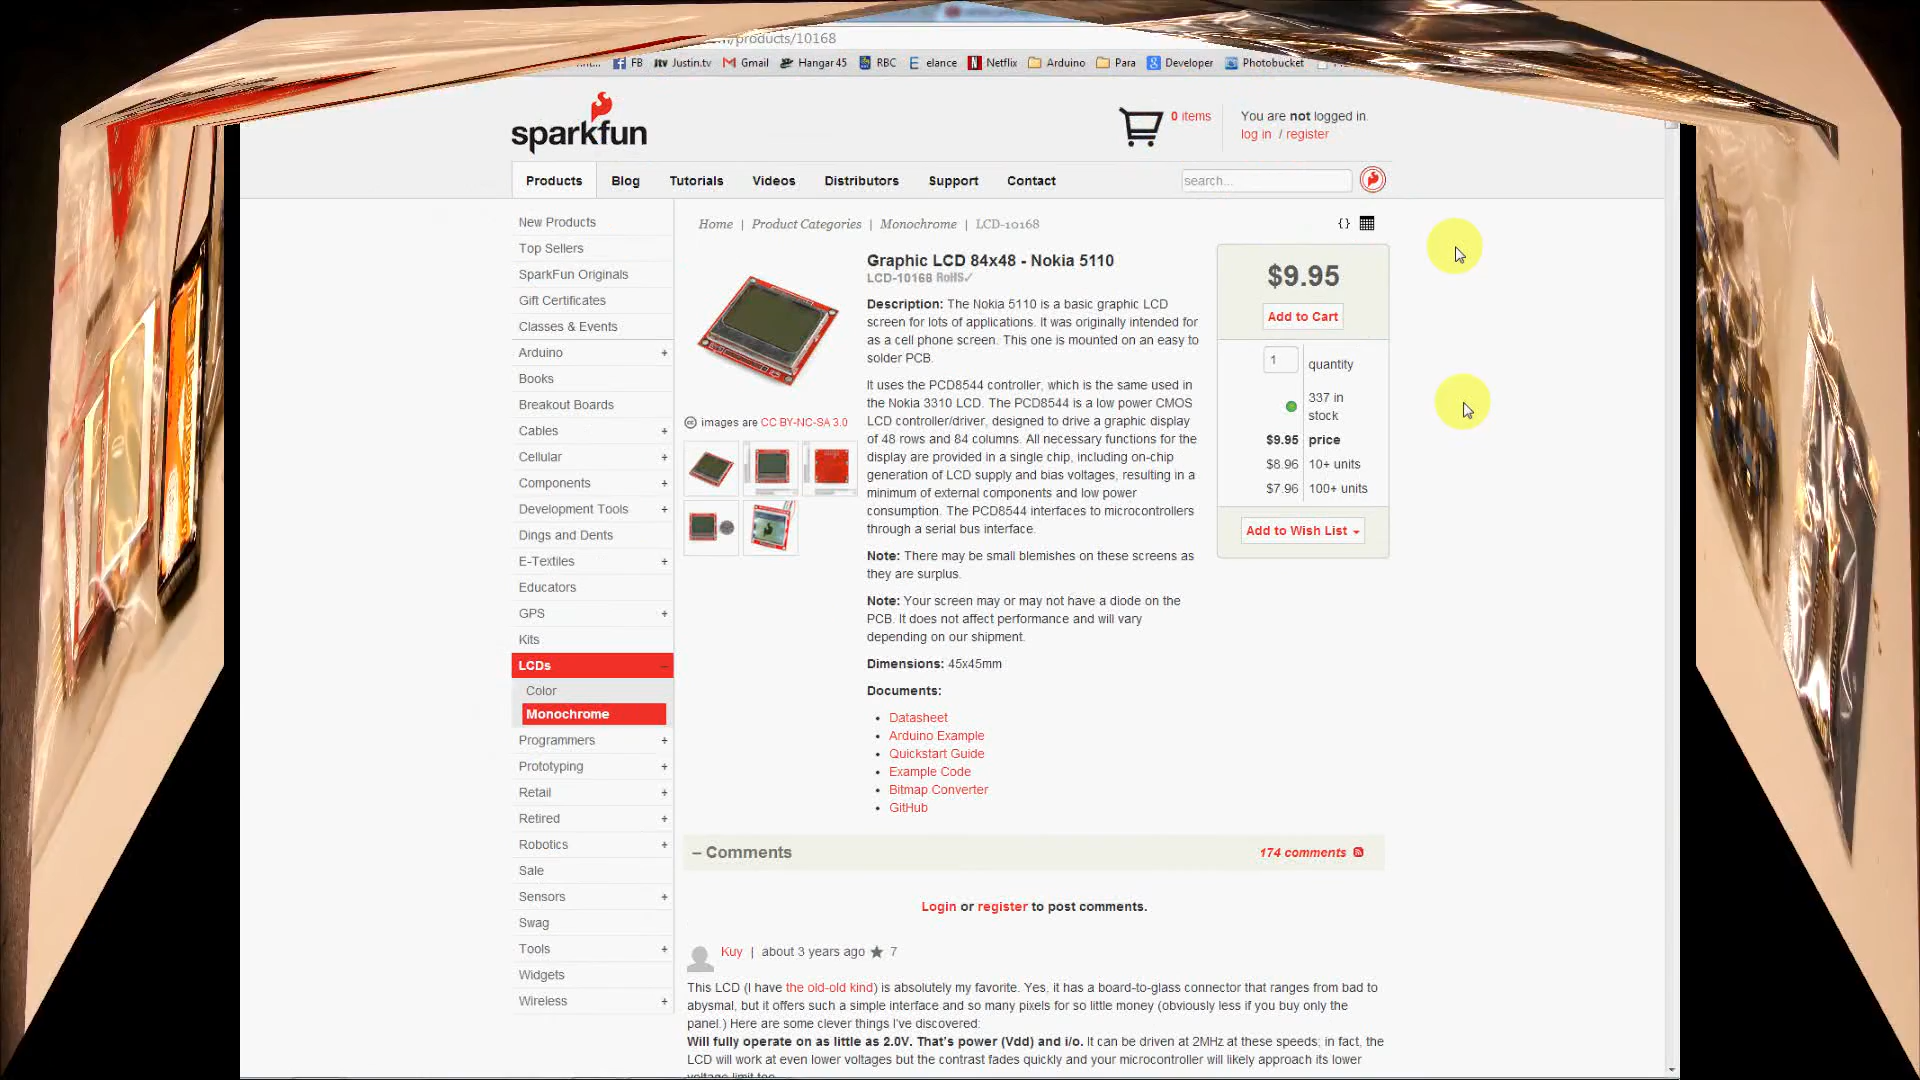 /products/10168
FB
Justin.tv
Gmail
Hangar45
RBC
elance
Netflix
Arduino
Para
Developer
Photobucket
sparkfun
0 items
You are not logged in.
log in / register
Products
Blog
Tutorials
Videos
Distributors
Support
Contact
search...
New Products
Top Sellers
SparkFun Originals
Gift Certificates
Classes & Events
Arduino +
Books
Breakout Boards
Cables +
Cellular +
Components +
Development Tools +
Dings and Dents
E-Textiles +
Educators
GPS +
Kits
LCDs –
Color
Monochrome
Programmers +
Prototyping +
Retail +
Retired +
Robotics +
Sale
Sensors +
Swag
Tools +
Widgets
Wireless +
Home | Product Categories | Monochrome | LCD-10168
{}
images are CC BY-NC-SA 3.0
Graphic LCD 84x48 - Nokia 5110
LCD-10168 RoHS✓
Description: The Nokia 5110 is a basic graphic LCD
screen for lots of applications. It was originally intended for
as a cell phone screen. This one is mounted on an easy to
solder PCB.
It uses the PCD8544 controller, which is the same used in
the Nokia 3310 LCD. The PCD8544 is a low power CMOS
LCD controller/driver, designed to drive a graphic display
of 48 rows and 84 columns. All necessary functions for the
display are provided in a single chip, including on-chip
generation of LCD supply and bias voltages, resulting in a
minimum of external components and low power
consumption. The PCD8544 interfaces to microcontrollers
through a serial bus interface.
Note: There may be small blemishes on these screens as
they are surplus.
Note: Your screen may or may not have a diode on the
PCB. It does not affect performance and will vary
depending on our shipment.
Dimensions: 45x45mm
Documents:
• Datasheet
• Arduino Example
• Quickstart Guide
• Example Code
• Bitmap Converter
• GitHub
$9.95
Add to Cart
1 quantity
337 in
stock
$9.95 price
$8.96 10+ units
$7.96 100+ units
Add to Wish List
– Comments
174 comments
Login or register to post comments.
Kuy | about 3 years ago ★ 7
This LCD (I have the old-old kind) is absolutely my favorite. Yes, it has a board-to-glass connector that ranges from bad to
abysmal, but it offers such a simple interface and so many pixels for so little money (obviously less if you buy only the
panel.) Here are some clever things I've discovered:
Will fully operate on as little as 2.0V. That's power (Vdd) and i/o. It can be driven at 2MHz at these speeds; in fact, the
LCD will work at even lower voltages but the contrast fades quickly and your microcontroller will likely approach its lower
voltage limit too.